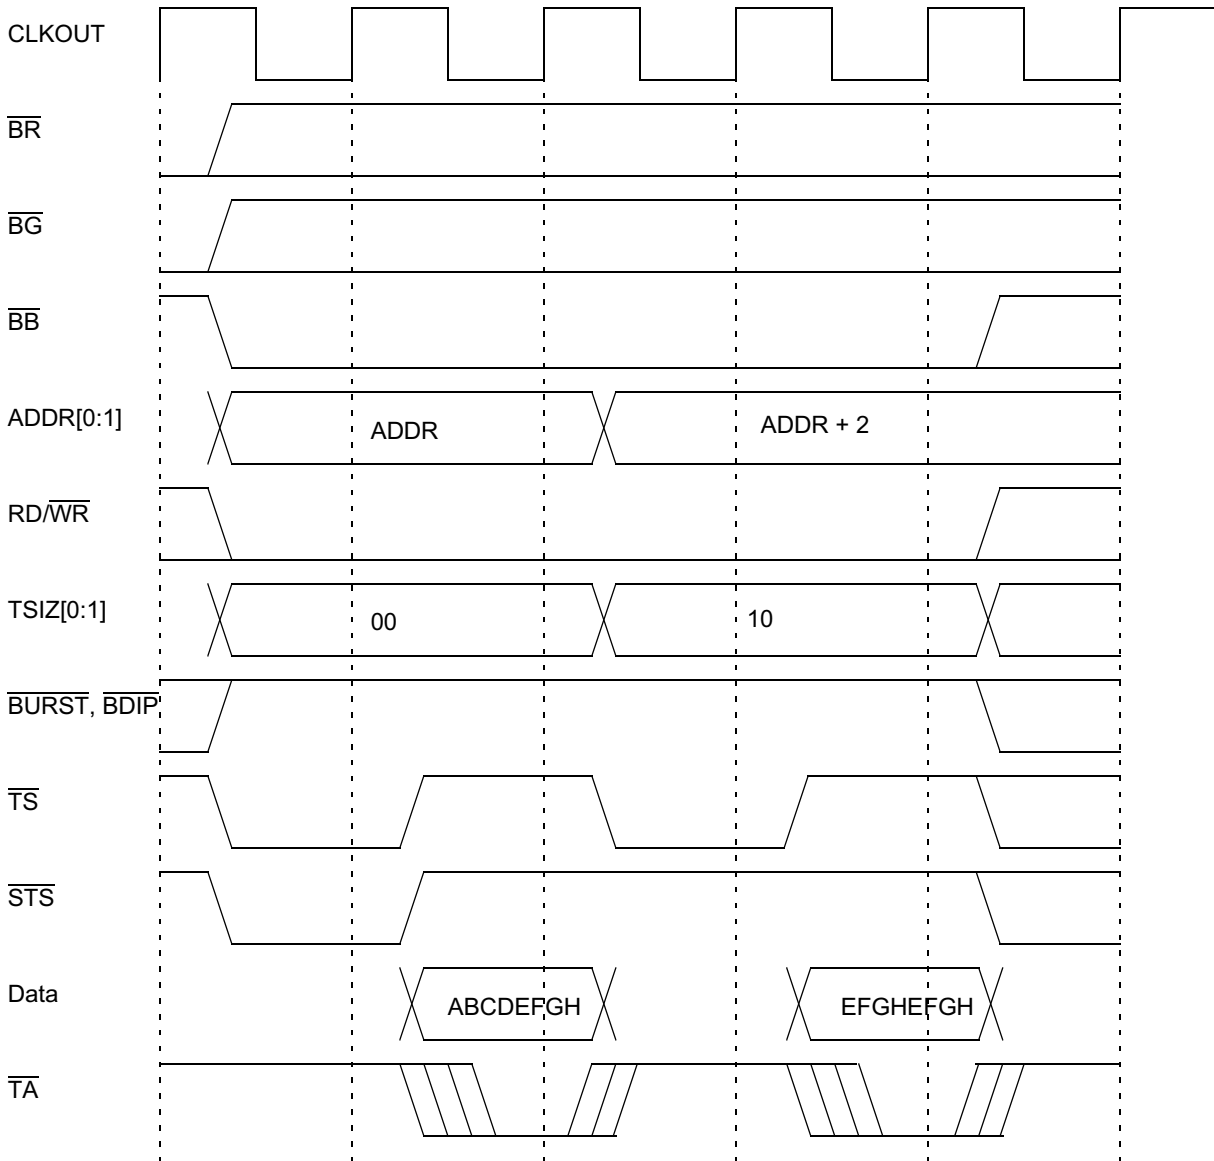 CLKOUT
BR
BG
BB
ADDR[0:1]
ADDR
ADDR + 2
RD/WR
TSIZ[0:1]
00
10
BURST, BDIP
TS
STS
Data
ABCDEFGH
EFGHEFGH
TA